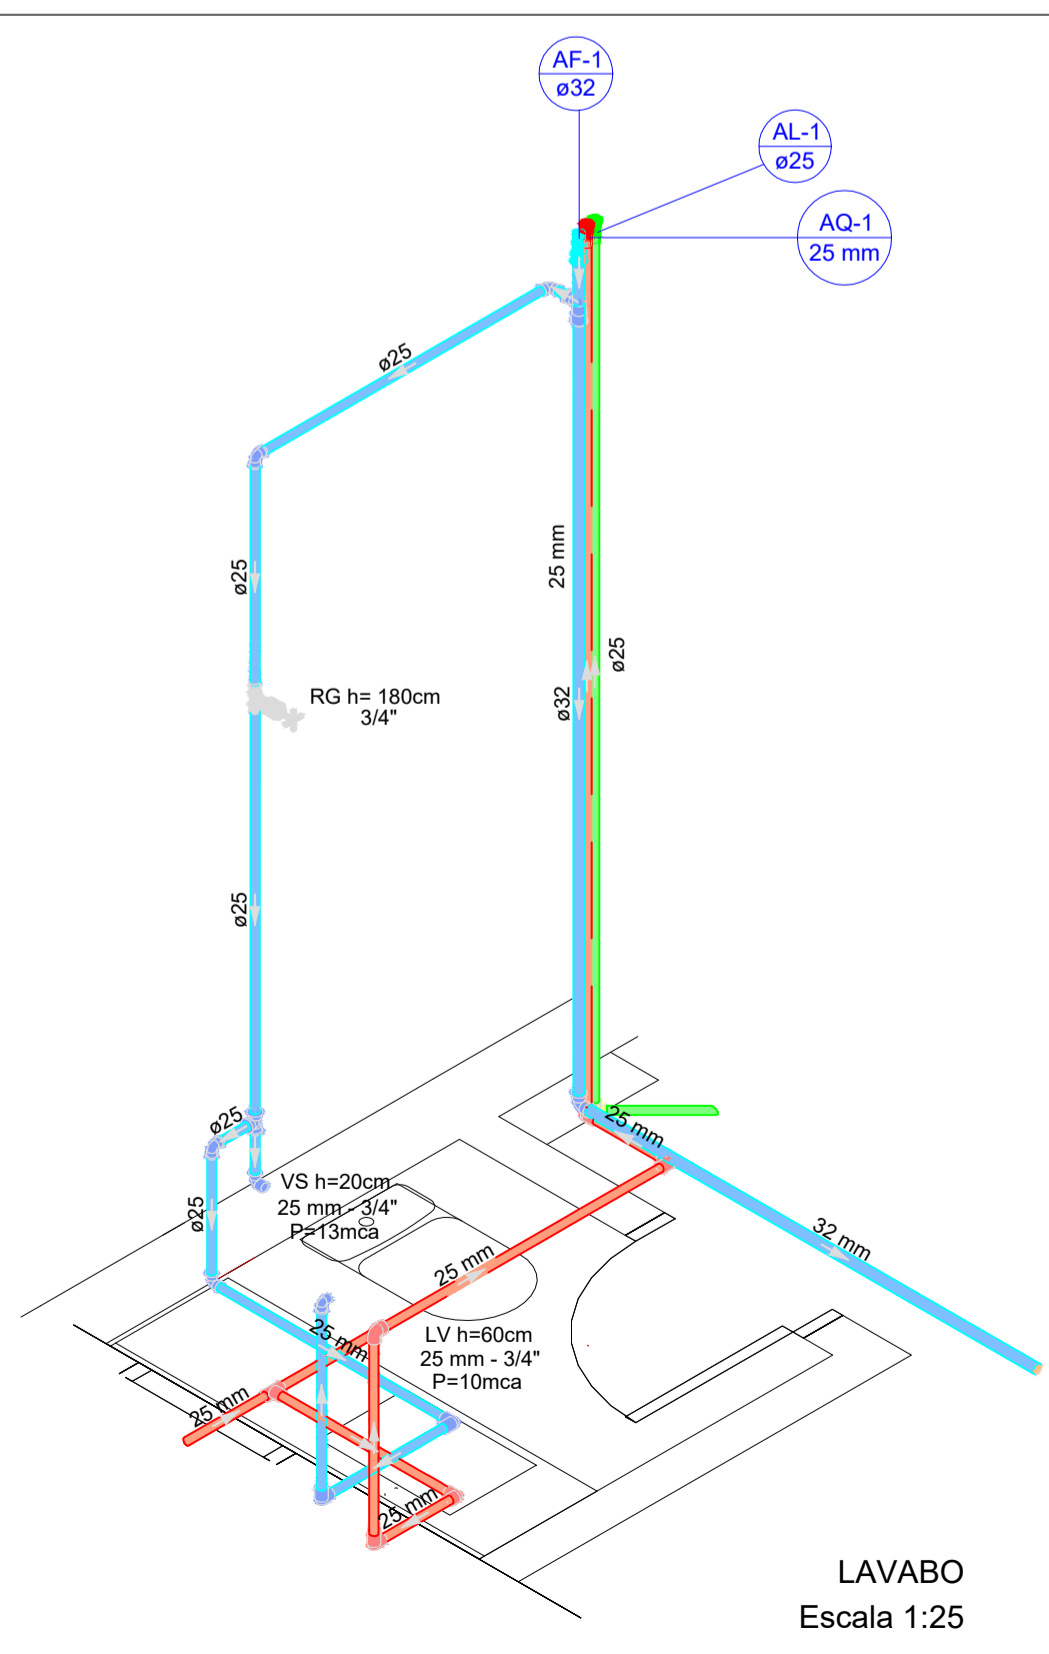 AF-1
ø32
AL-1
ø25
AQ-1
25 mm
ø25
25 mm
ø25
ø25
RG h= 180cm
3/4"
ø32
ø25
ø25
25 mm
VS h=20cm
25 mm - 3/4"
P=13mca
ø25
32 mm
25 mm
LV h=60cm
25 mm - 3/4"
P=10mca
25 mm
25 mm
25 mm
LAVABO
Escala 1:25